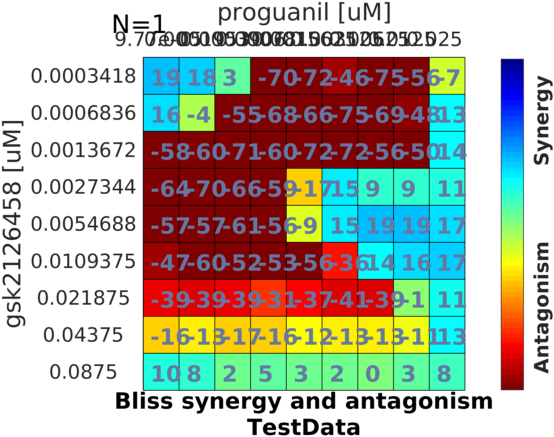 proguanil [uM]
N=1
0.0003418 19 18 3 -70 -72 -46 -75 -56 -7
0.0006836 16 -4 -55 -68 -66 -75 -69 -48 13
0.0013672 -58 -60 -71 -60 -72 -72 -56 -50 14
0.0027344 -64 -70 -66 -59 -17 15 9 9 11
0.0054688 -57 -57 -61 -56 -9 15 19 19 17
0.0109375 -47 -60 -52 -53 -56 -36 14 16 17
0.021875 -39 -39 -39 -31 -37 -41 -39 -1 11
0.04375 -16 -13 -17 -16 -12 -13 -13 -11 13
0.0875 10 8 2 5 3 2 0 3 8
gsk2126458 [uM]
Synergy
Antagonism
Bliss synergy and antagonism
TestData